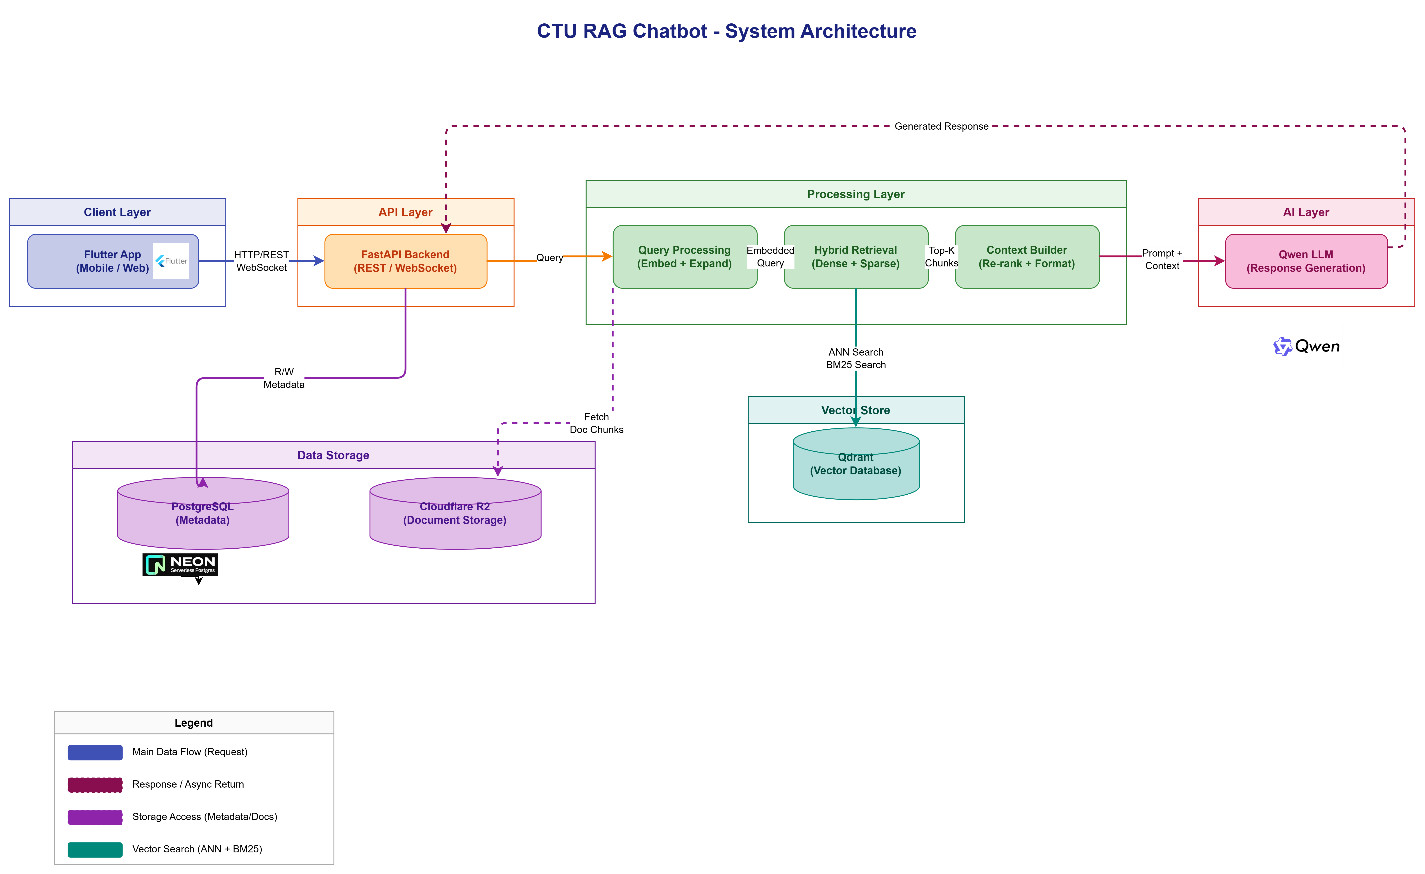 CTU RAG Chatbot - System Architecture
Generated Response
Client Layer
Flutter App
(Mobile / Web)
Flutter
HTTP/REST
WebSocket
API Layer
FastAPI Backend
(REST / WebSocket)
Query
Processing Layer
Query Processing
(Embed + Expand)
Embedded
Query
Hybrid Retrieval
(Dense + Sparse)
Top-K
Chunks
Context Builder
(Re-rank + Format)
Prompt +
Context
AI Layer
Qwen LLM
(Response Generation)
Qwen
R/W
Metadata
Fetch
Doc Chunks
ANN Search
BM25 Search
Data Storage
PostgreSQL
(Metadata)
NEON
Serverless Postgres
Cloudflare R2
(Document Storage)
Vector Store
Qdrant
(Vector Database)
Legend
Main Data Flow (Request)
Response / Async Return
Storage Access (Metadata/Docs)
Vector Search (ANN + BM25)